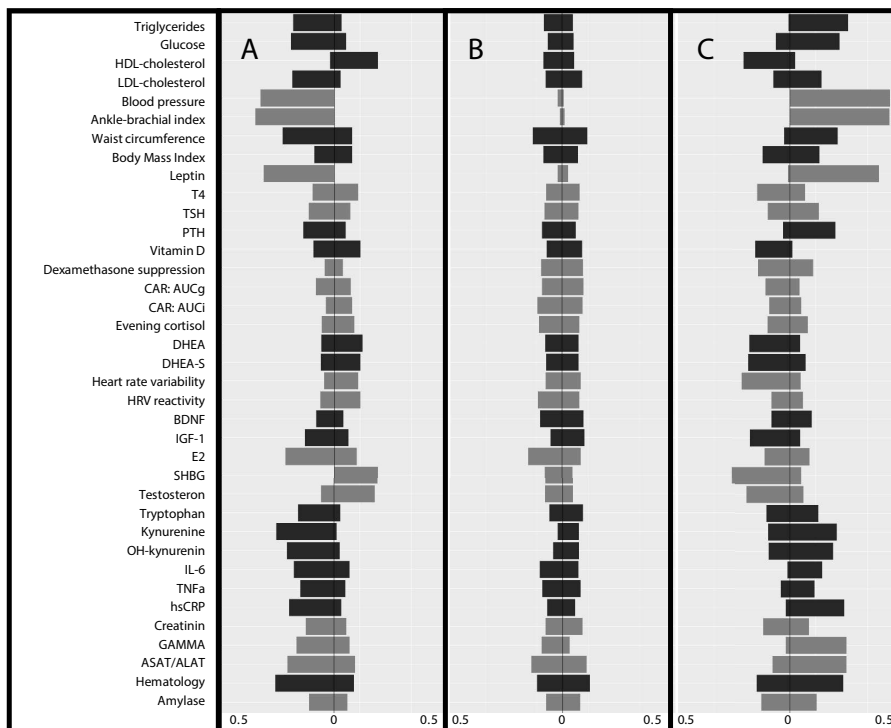 A
B
C
Triglycerides
Glucose
HDL-cholesterol
LDL-cholesterol
Blood pressure
Ankle-brachial index
Waist circumference
Body Mass Index
Leptin
T4
TSH
PTH
Vitamin D
Dexamethasone suppression
CAR: AUCg
CAR: AUCi
Evening cortisol
DHEA
DHEA-S
Heart rate variability
HRV reactivity
BDNF
IGF-1
E2
SHBG
Testosteron
Tryptophan
Kynurenine
OH-kynurenin
IL-6
TNFa
hsCRP
Creatinin
GAMMA
ASAT/ALAT
Hematology
Amylase
0.5 0 0.5 0.5 0 0.5 0.5 0 0.5